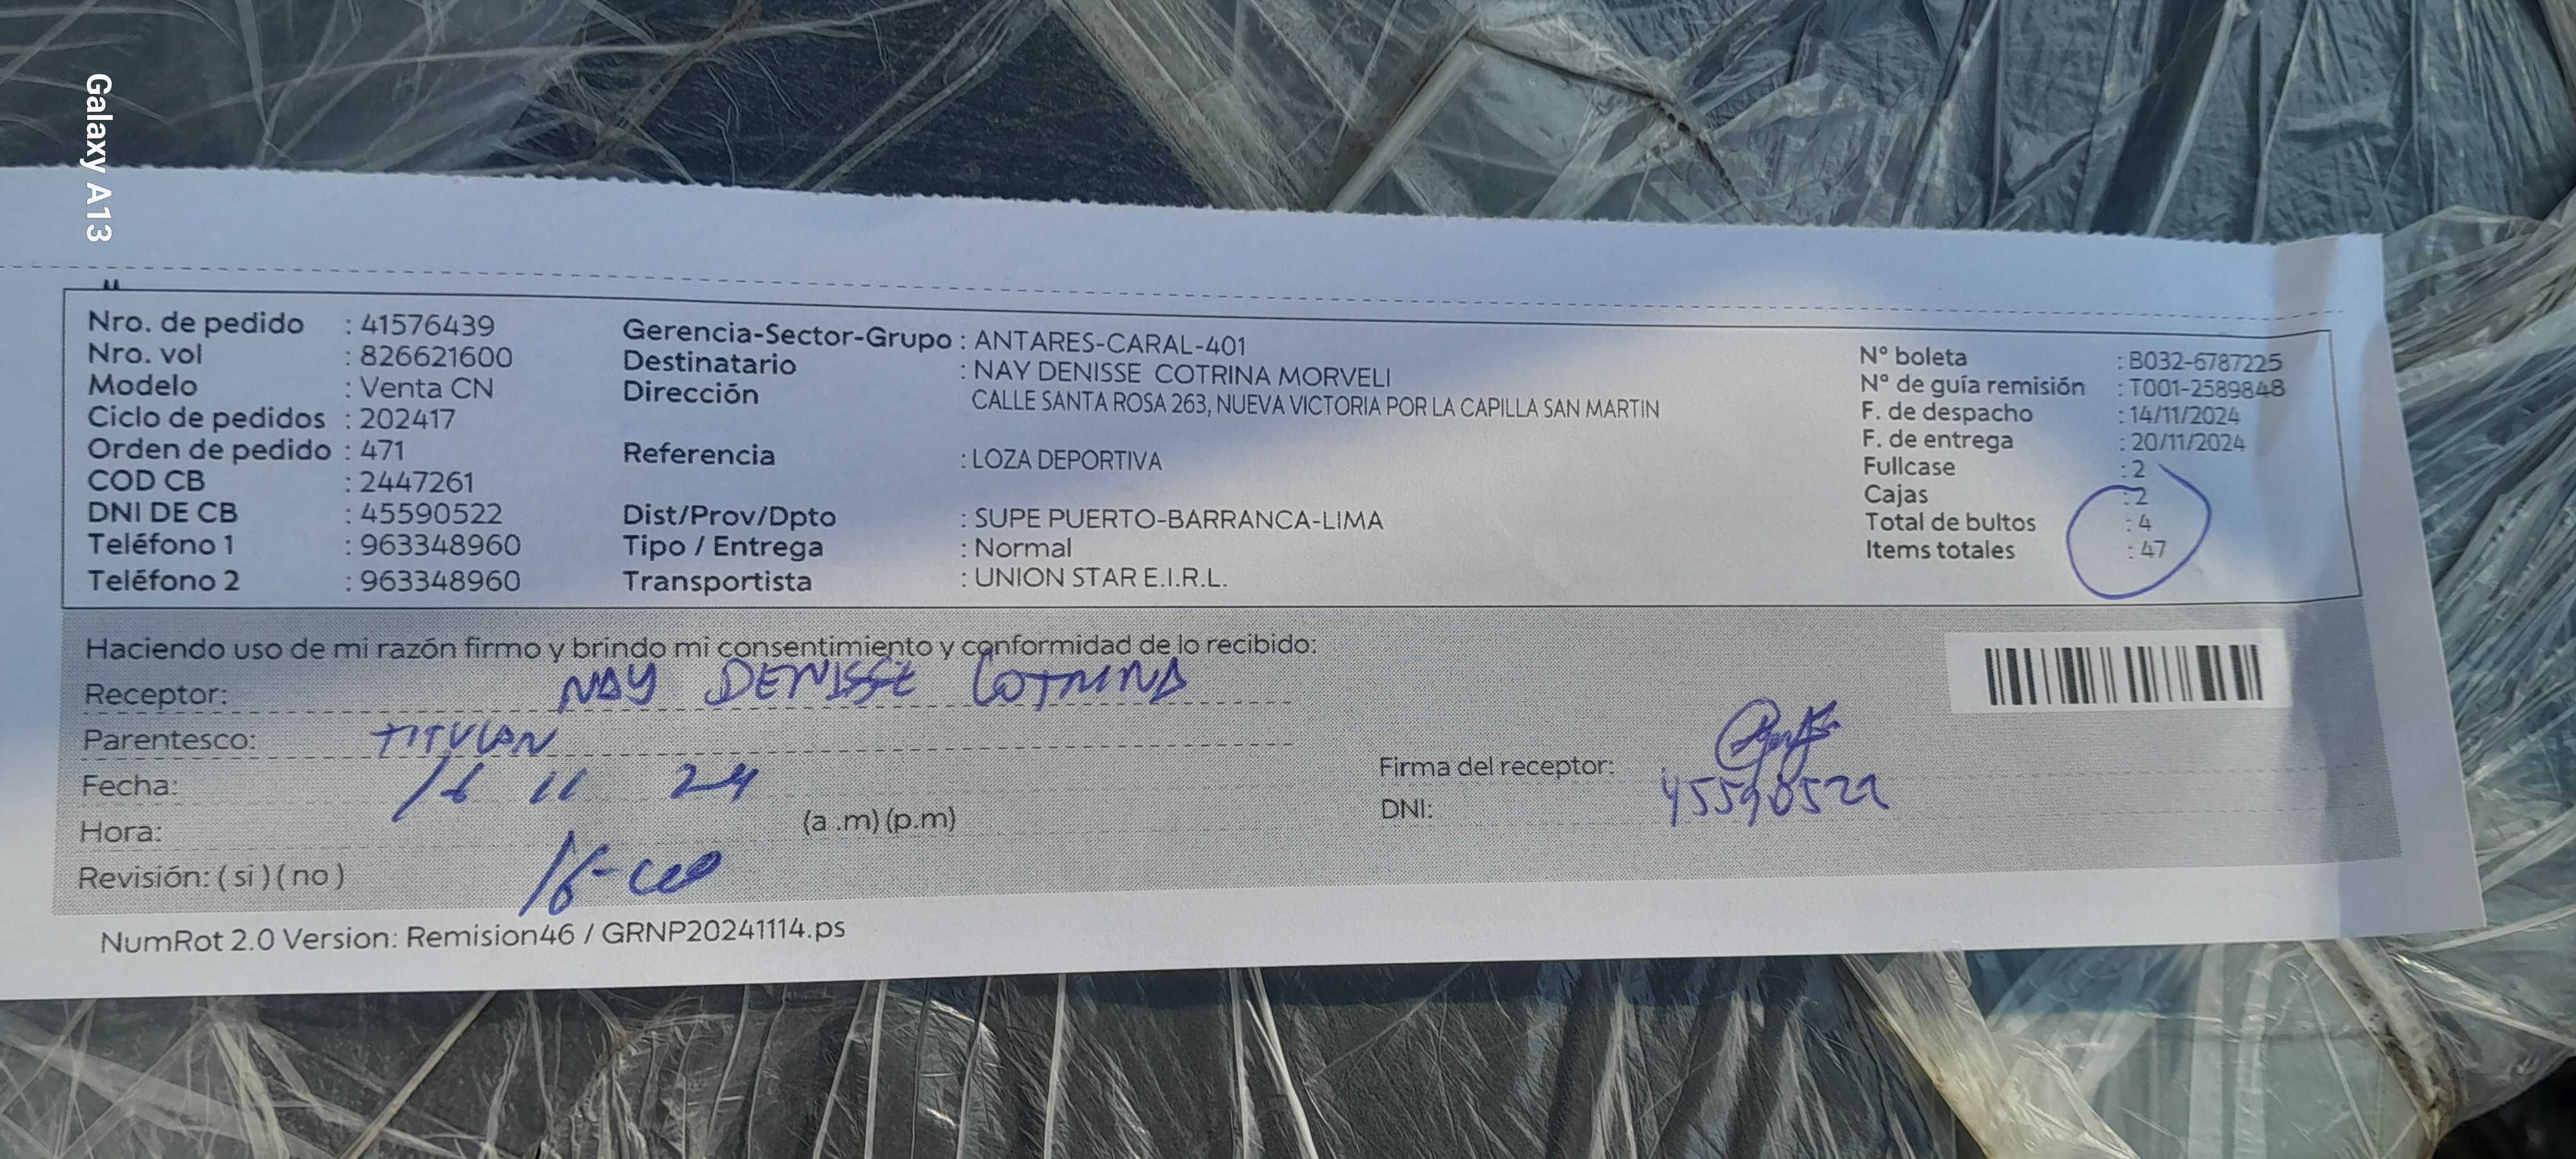 Galaxy A13
Nro. de pedido : 41576439
Nro. vol : 826621600
Modelo : Venta CN
Ciclo de pedidos : 202417
Orden de pedido : 471
COD CB : 2447261
DNI DE CB : 45590522
Teléfono 1 : 963348960
Teléfono 2 : 963348960
Gerencia-Sector-Grupo : ANTARES-CARAL-401
Destinatario : NAY DENISSE COTRINA MORVELI
Dirección CALLE SANTA ROSA 263, NUEVA VICTORIA POR LA CAPILLA SAN MARTIN
Referencia : LOZA DEPORTIVA
Dist/Prov/Dpto : SUPE PUERTO-BARRANCA-LIMA
Tipo / Entrega : Normal
Transportista : UNION STAR E.I.R.L.
N° boleta : B032-6787225
N° de guía remisión : T001-2589848
F. de despacho : 14/11/2024
F. de entrega : 20/11/2024
Fullcase : 2
Cajas : 2
Total de bultos : 4
Items totales : 47
Haciendo uso de mi razón firmo y brindo mi consentimiento y conformidad de lo recibido:
Receptor: NAY DENISSE COTRINA
Parentesco: TITULAR
Fecha: 16 11 24
Hora: (a .m) (p.m)
Revisión: ( si ) ( no )
Firma del receptor:
DNI: 45590522
NumRot 2.0 Version: Remision46 / GRNP20241114.ps